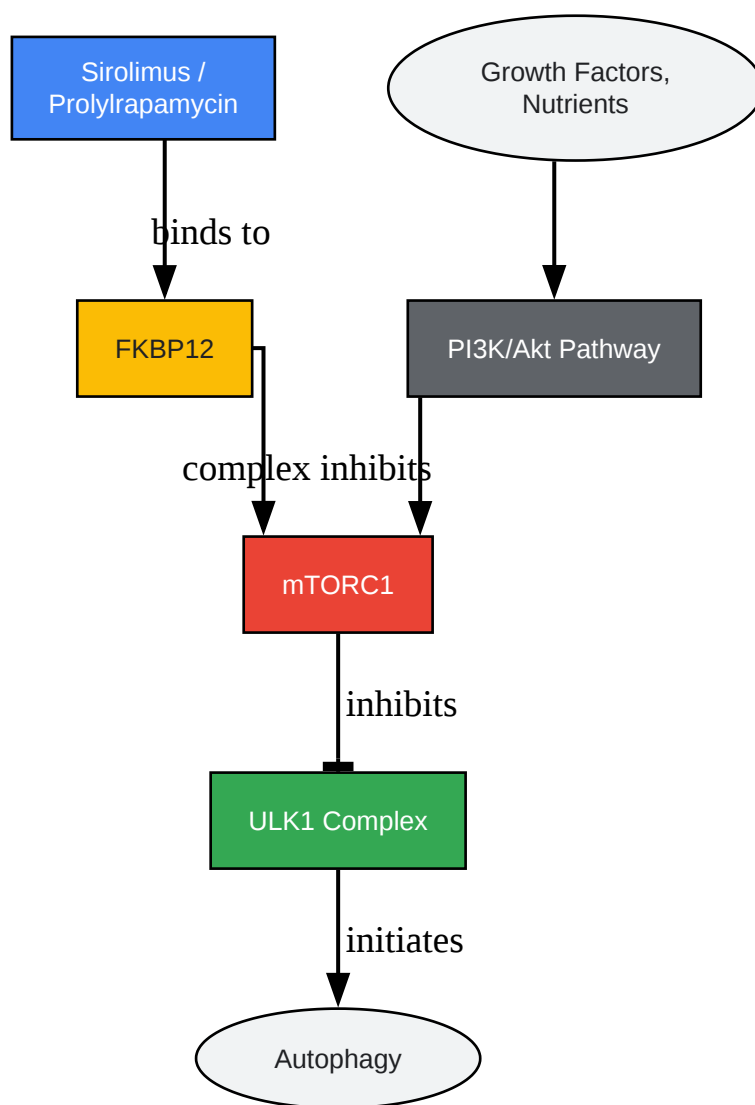 Sirolimus /
Prolylrapamycin
Growth Factors,
Nutrients
binds to
FKBP12
PI3K/Akt Pathway
complex inhibits
mTORC1
inhibits
ULK1 Complex
initiates
Autophagy